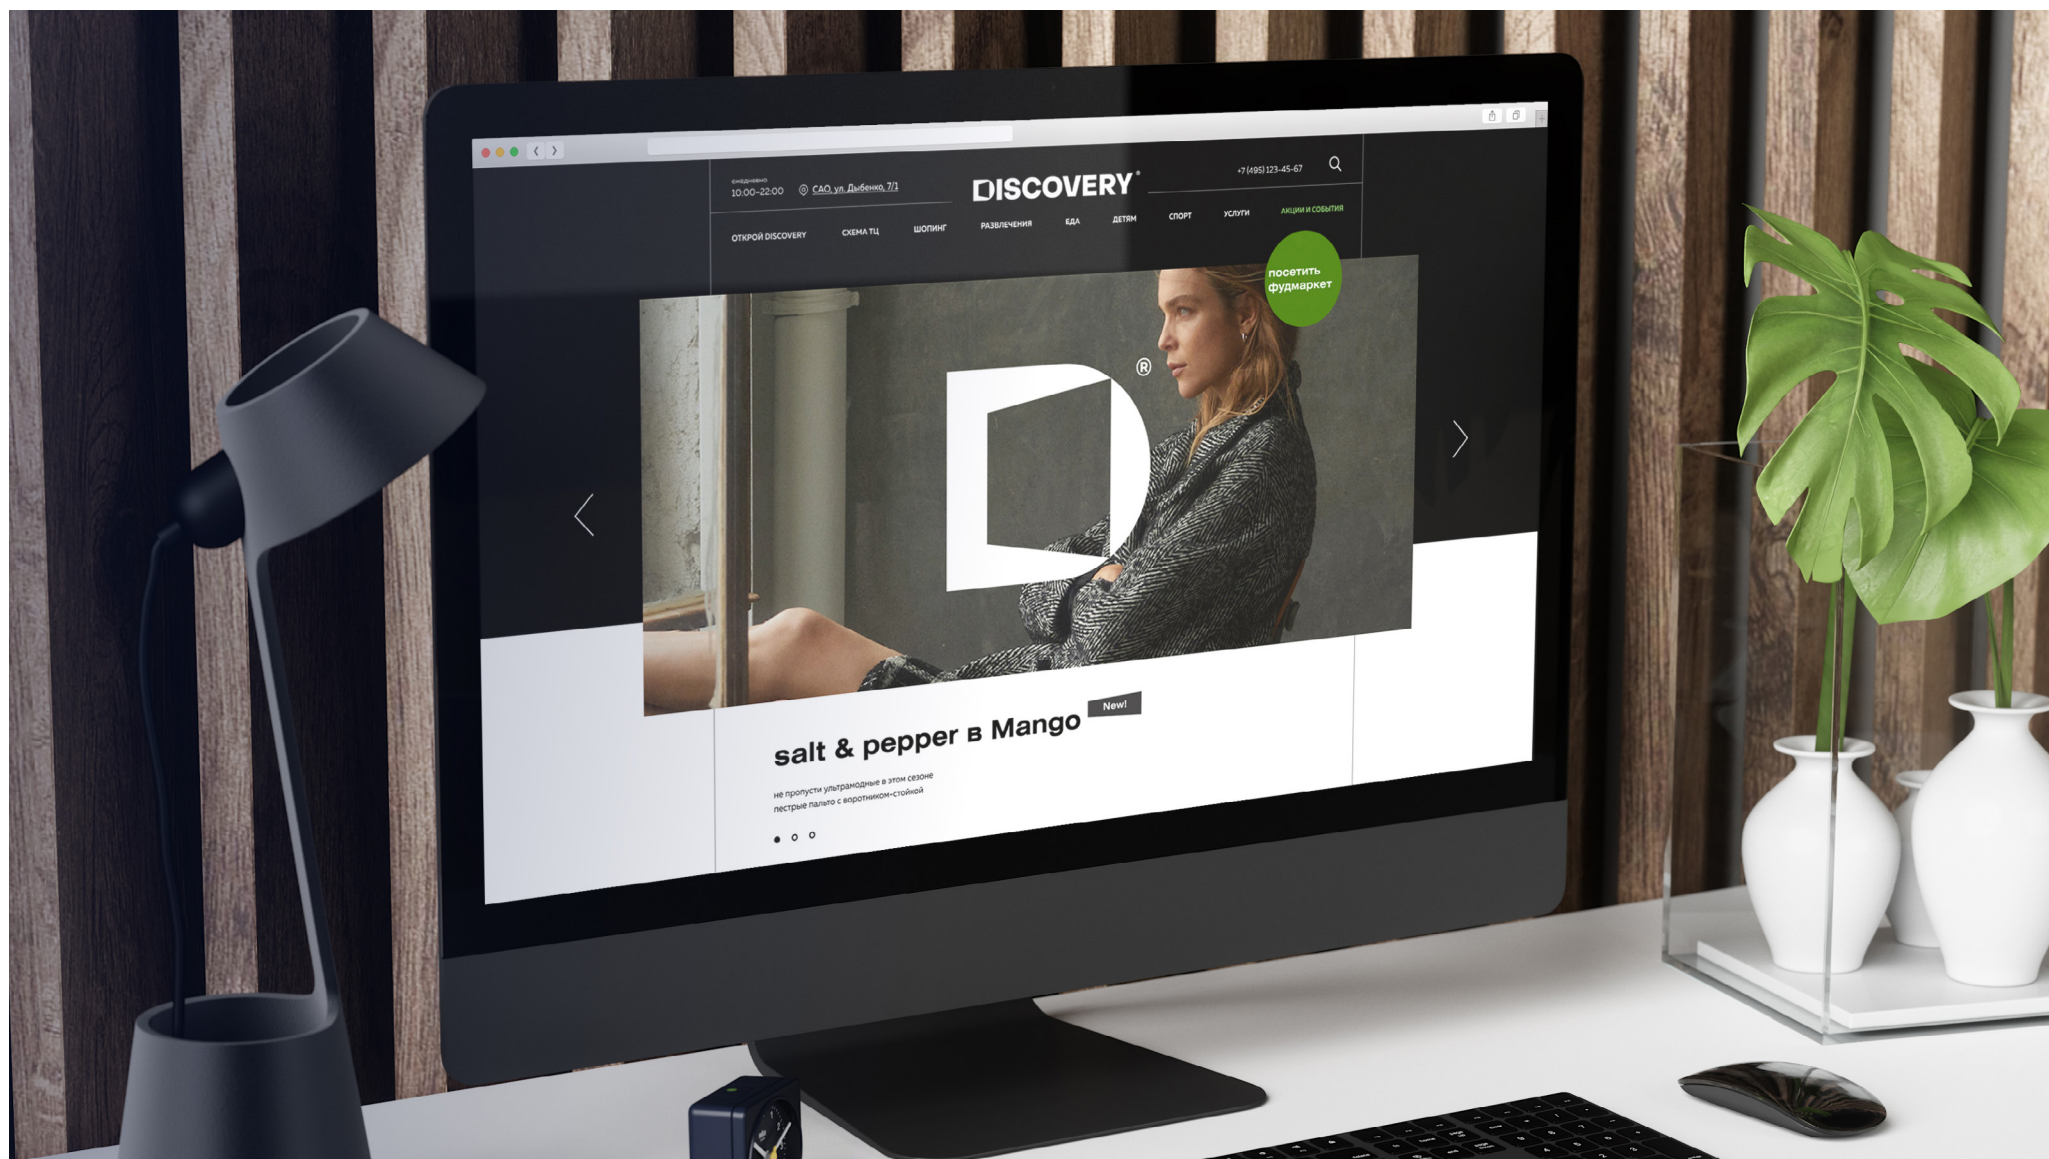 ежедневно
10:00–22:00
САО, ул. Дыбенко, 7/1
DISCOVERY®
+7 (495) 123-45-67
ОТКРОЙ DISCOVERY
СХЕМА ТЦ
ШОПИНГ
РАЗВЛЕЧЕНИЯ
ЕДА
ДЕТЯМ
СПОРТ
УСЛУГИ
АКЦИИ И СОБЫТИЯ
посетить
фудмаркет
D®
salt & pepper в Mango
New!
не пропусти ультрамодные в этом сезоне
пестрые пальто с воротником-стойкой